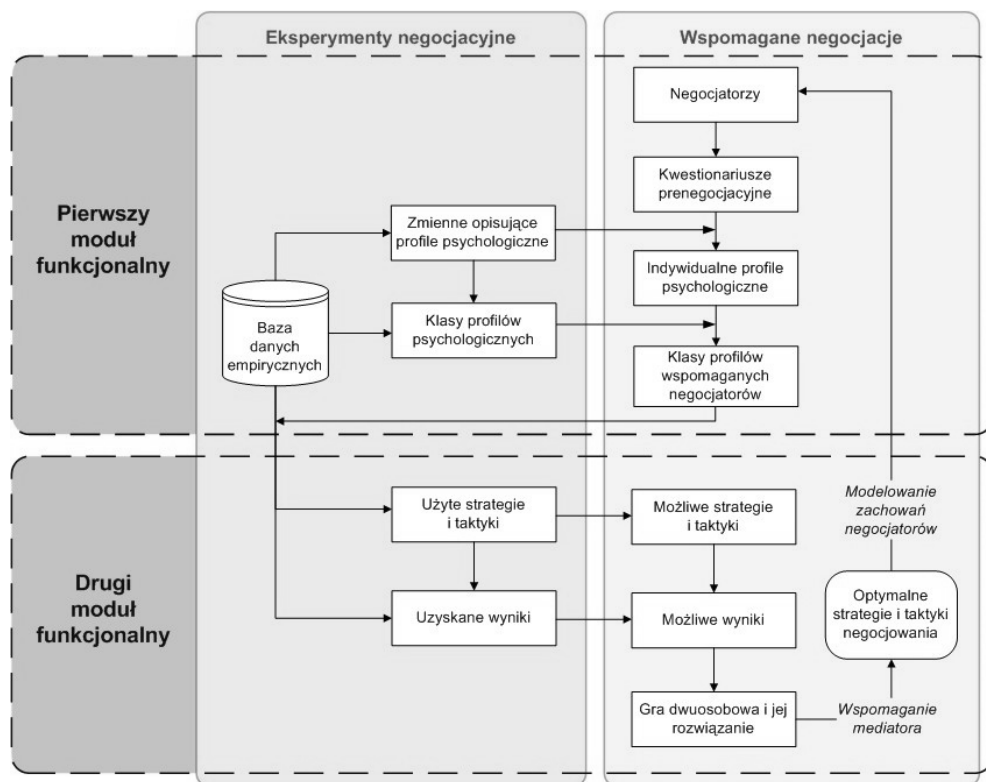 Eksperymenty negocjacyjne
Wspomagane negocjacje
Pierwszy
moduł
funkcjonalny
Negocjatorzy
Kwestionariusze
prenegocjacyjne
Zmienne opisujące
profile psychologiczne
Indywidualne profile
psychologiczne
Baza
danych
empirycznych
Klasy profilów
psychologicznych
Klasy profilów
wspomaganych
negocjatorów
Drugi
moduł
funkcjonalny
Użyte strategie
i taktyki
Możliwe strategie
i taktyki
Modelowanie
zachowań
negocjatorów
Uzyskane wyniki
Możliwe wyniki
Optymalne
strategie i taktyki
negocjowania
Gra dwuosobowa i jej
rozwiązanie
Wspomaganie
mediatora